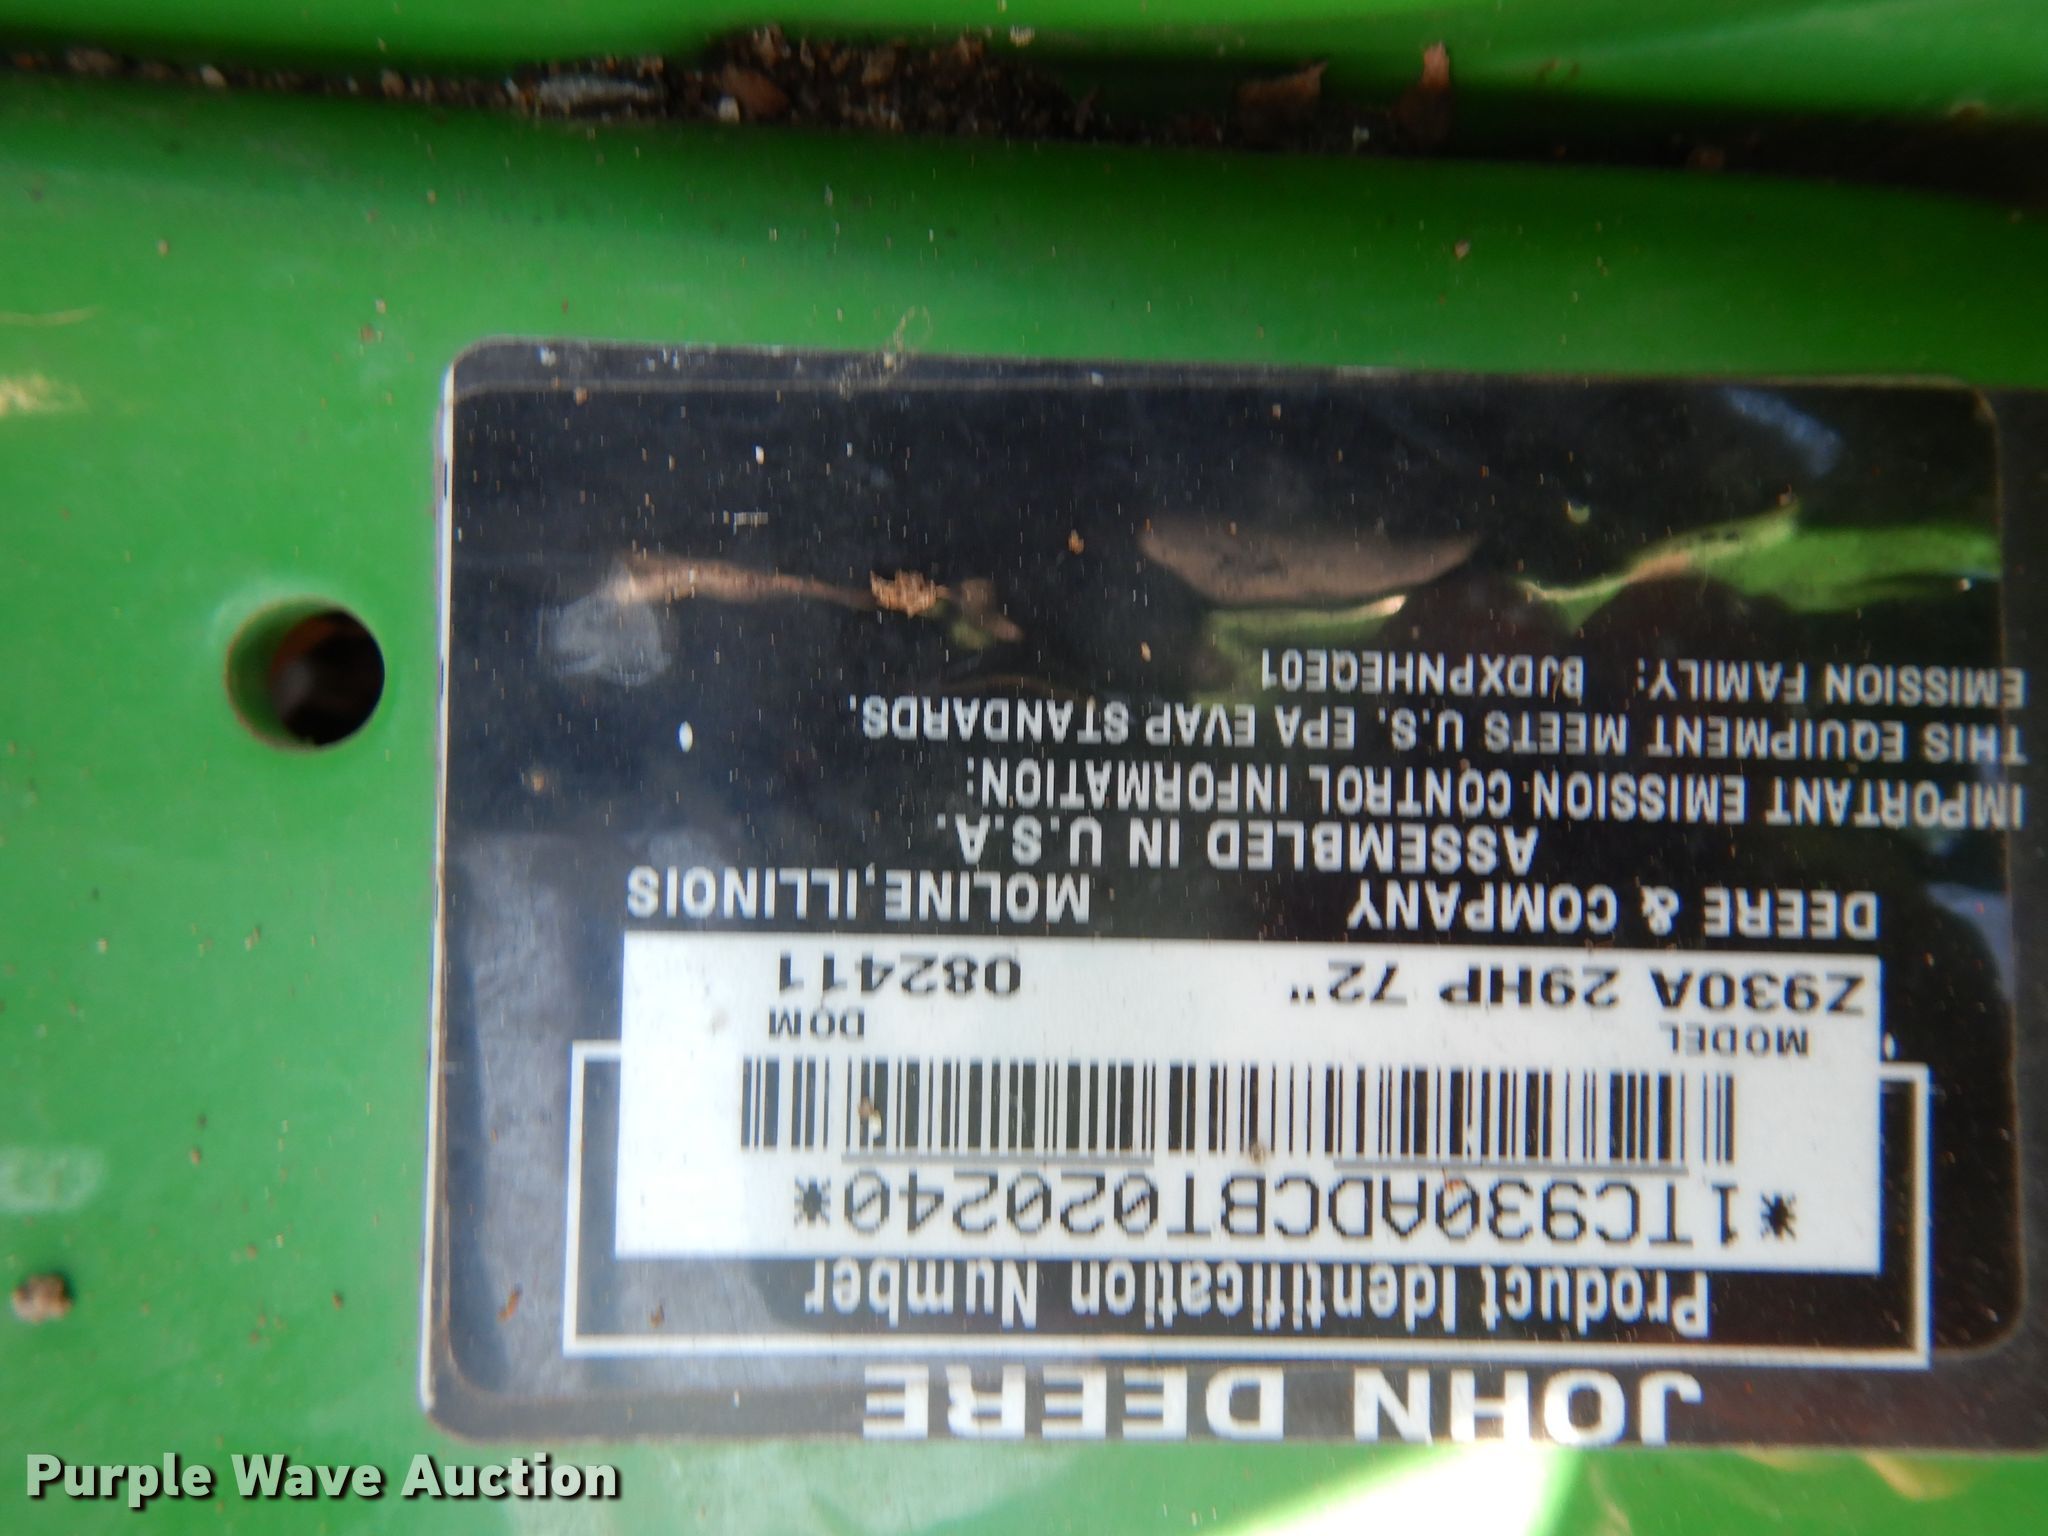 JOHN DEERE
Product Identification Number
*1TC930ADCBT020240*
MODEL DOM
Z930A 29HP 72" 082411
DEERE & COMPANY MOLINE, ILLINOIS
ASSEMBLED IN U.S.A.
IMPORTANT EMISSION CONTROL INFORMATION:
THIS EQUIPMENT MEETS U.S. EPA EVAP STANDARDS.
EMISSION FAMILY: BJDXPNHEQE01
Purple Wave Auction